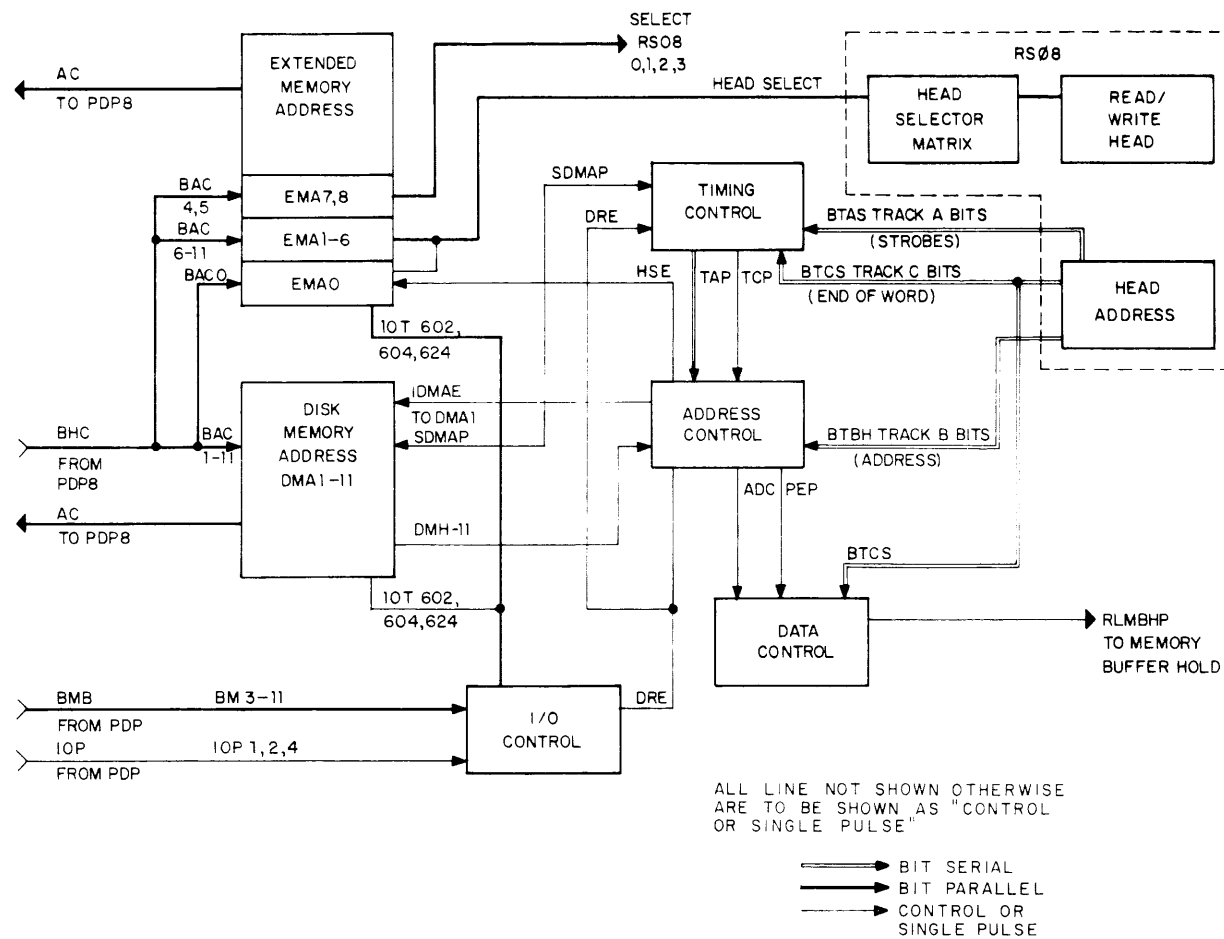 SELECT
RS08
0,1,2,3
RSØ8
AC
TO PDP8
EXTENDED
MEMORY
ADDRESS
HEAD SELECT
HEAD
SELECTOR
MATRIX
READ/
WRITE
HEAD
BAC
4,5
EMA7,8
BAC
6-11
EMA1-6
BAC0
EMA0
SDMAP
DRE
TIMING
CONTROL
BTAS TRACK A BITS
(STROBES)
HSE
TAP
TCP
BTCS TRACK C BITS
(END OF WORD)
HEAD
ADDRESS
10T 602,
604,624
DISK
MEMORY
ADDRESS
DMA1-11
IDMAE
TO DMA1
SDMAP
ADDRESS
CONTROL
BHC
FROM
PDP8
BAC
1-11
BTBH TRACK B BITS
(ADDRESS)
AC
TO PDP8
DMH-11
ADC
PEP
BTCS
10T 602,
604,624
DATA
CONTROL
RLMBHP
TO MEMORY
BUFFER HOLD
BMB
FROM PDP
BM 3-11
I/O
CONTROL
DRE
IOP
FROM PDP
IOP 1,2,4
ALL LINE NOT SHOWN OTHERWISE
ARE TO BE SHOWN AS "CONTROL
OR SINGLE PULSE"
BIT SERIAL
BIT PARALLEL
CONTROL OR
SINGLE PULSE